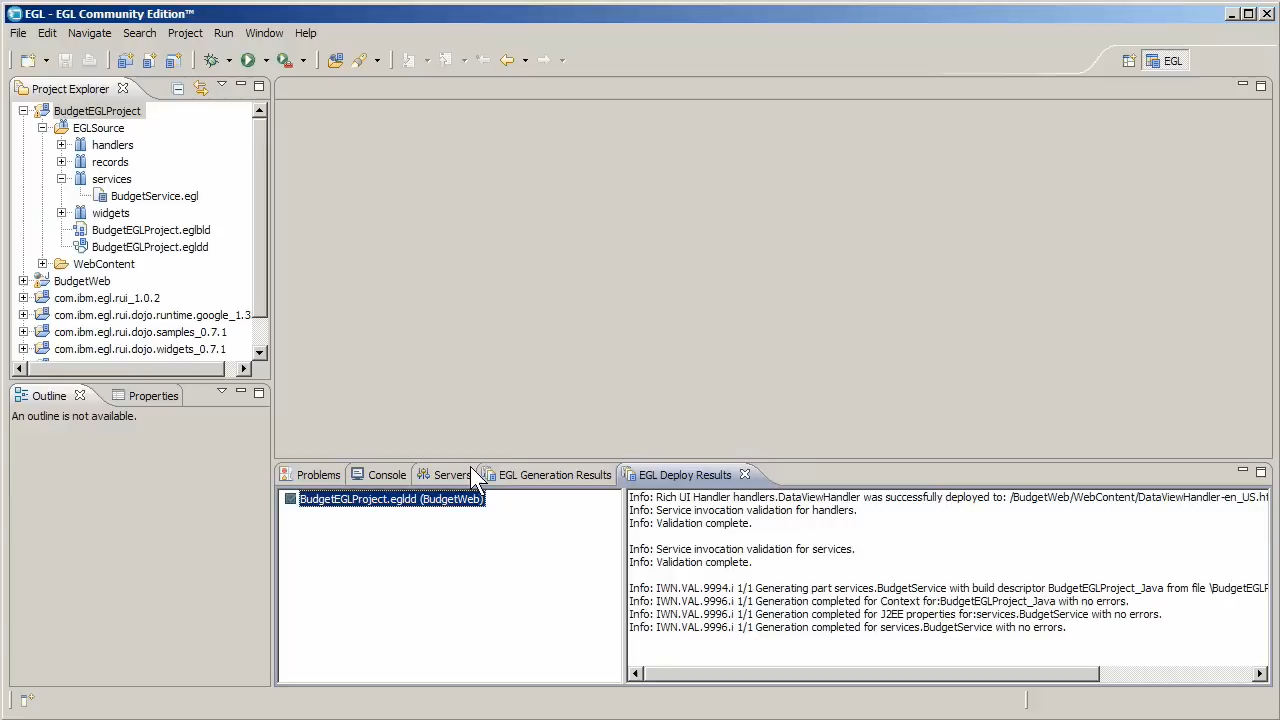 EGL - EGL Community Edition™
File Edit Navigate Search Project Run Window Help
EGL
Project Explorer
BudgetEGLProject
EGLSource
handlers
records
services
BudgetService.egl
widgets
BudgetEGLProject.eglbld
BudgetEGLProject.egldd
WebContent
BudgetWeb
com.ibm.egl.rui_1.0.2
com.ibm.egl.rui.dojo.runtime.google_1.3
com.ibm.egl.rui.dojo.samples_0.7.1
com.ibm.egl.rui.dojo.widgets_0.7.1
Outline Properties
An outline is not available.
Problems Console Servers EGL Generation Results EGL Deploy Results
BudgetEGLProject.egldd (BudgetWeb)
Info: Rich UI Handler handlers.DataViewHandler was successfully deployed to: /BudgetWeb/WebContent/DataViewHandler-en_US.ht
Info: Service invocation validation for handlers.
Info: Validation complete.
Info: Service invocation validation for services.
Info: Validation complete.
Info: IWN.VAL.9994.i 1/1 Generating part services.BudgetService with build descriptor BudgetEGLProject_Java from file \BudgetEGLP
Info: IWN.VAL.9996.i 1/1 Generation completed for Context for:BudgetEGLProject_Java with no errors.
Info: IWN.VAL.9996.i 1/1 Generation completed for J2EE properties for:services.BudgetService with no errors.
Info: IWN.VAL.9996.i 1/1 Generation completed for services.BudgetService with no errors.